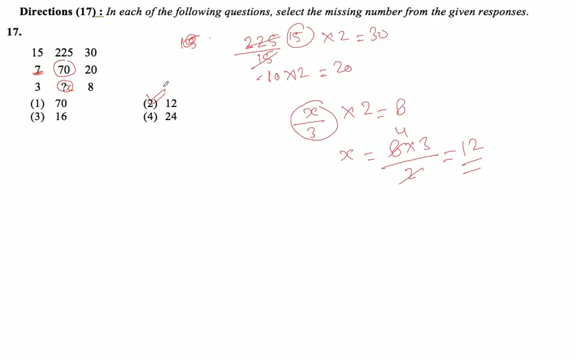 Directions (17) : In each of the following questions, select the missing number from the given responses.
17.
15 225 30
7 70 20
3 ? 8
(1) 70 (2) 12
(3) 16 (4) 24
225/15 15 ×2 = 30
10×2 = 20
x/3 ×2 = 8
x = 8×3/2 = 12
4